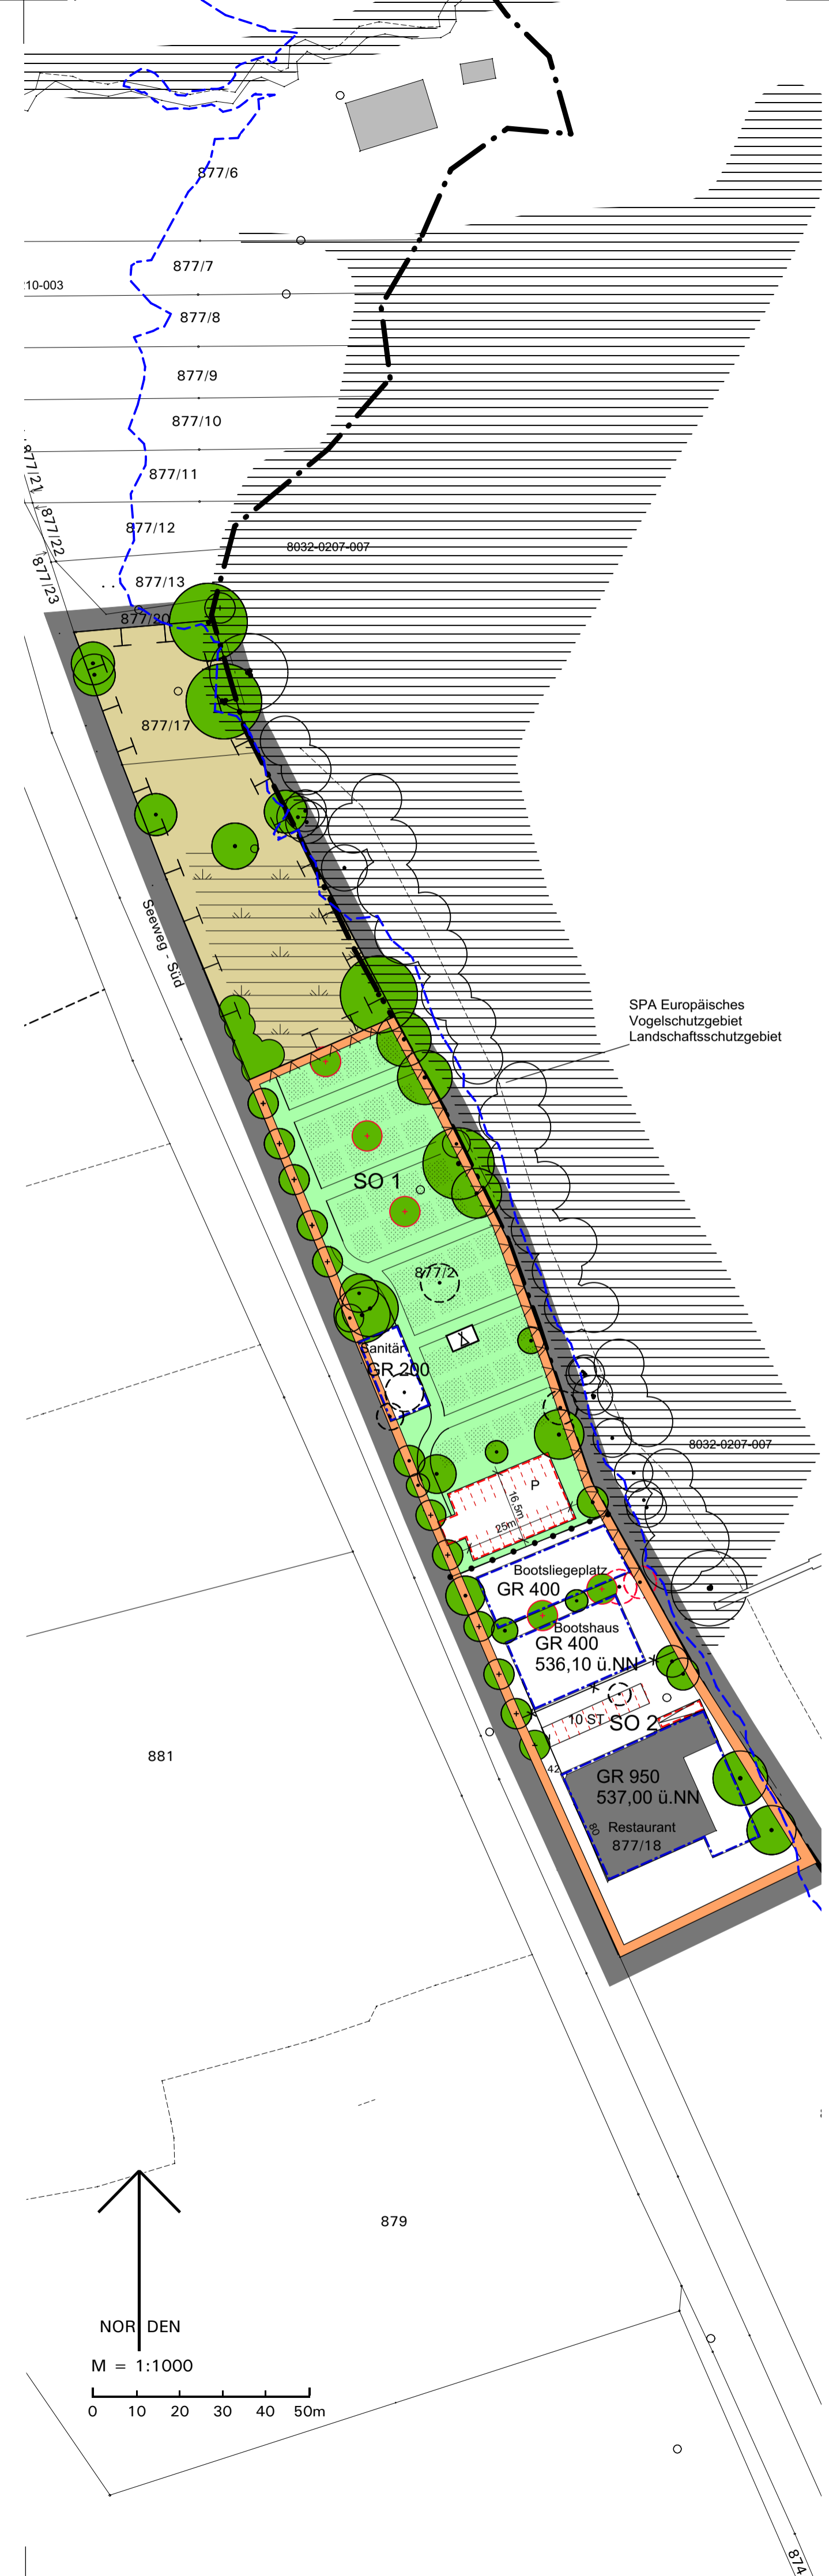 877/6
877/7
:10-003
877/8
877/9
877/10
877/21
877/11
877/22
877/12
8032-0207-007
877/23
877/13
877/20
877/17
Seeweg - Süd
SPA Europäisches
Vogelschutzgebiet
Landschaftsschutzgebiet
SO 1
877/2
Sanitär
GR 200
8032-0207-007
P
16,5m
25m
Bootsliegeplatz
GR 400
Bootshaus
GR 400
536,10 ü.NN
10 ST
SO 2
881
42
GR 950
537,00 ü.NN
80
Restaurant
877/18
879
NORDEN
M = 1:1000
0 10 20 30 40 50m
874